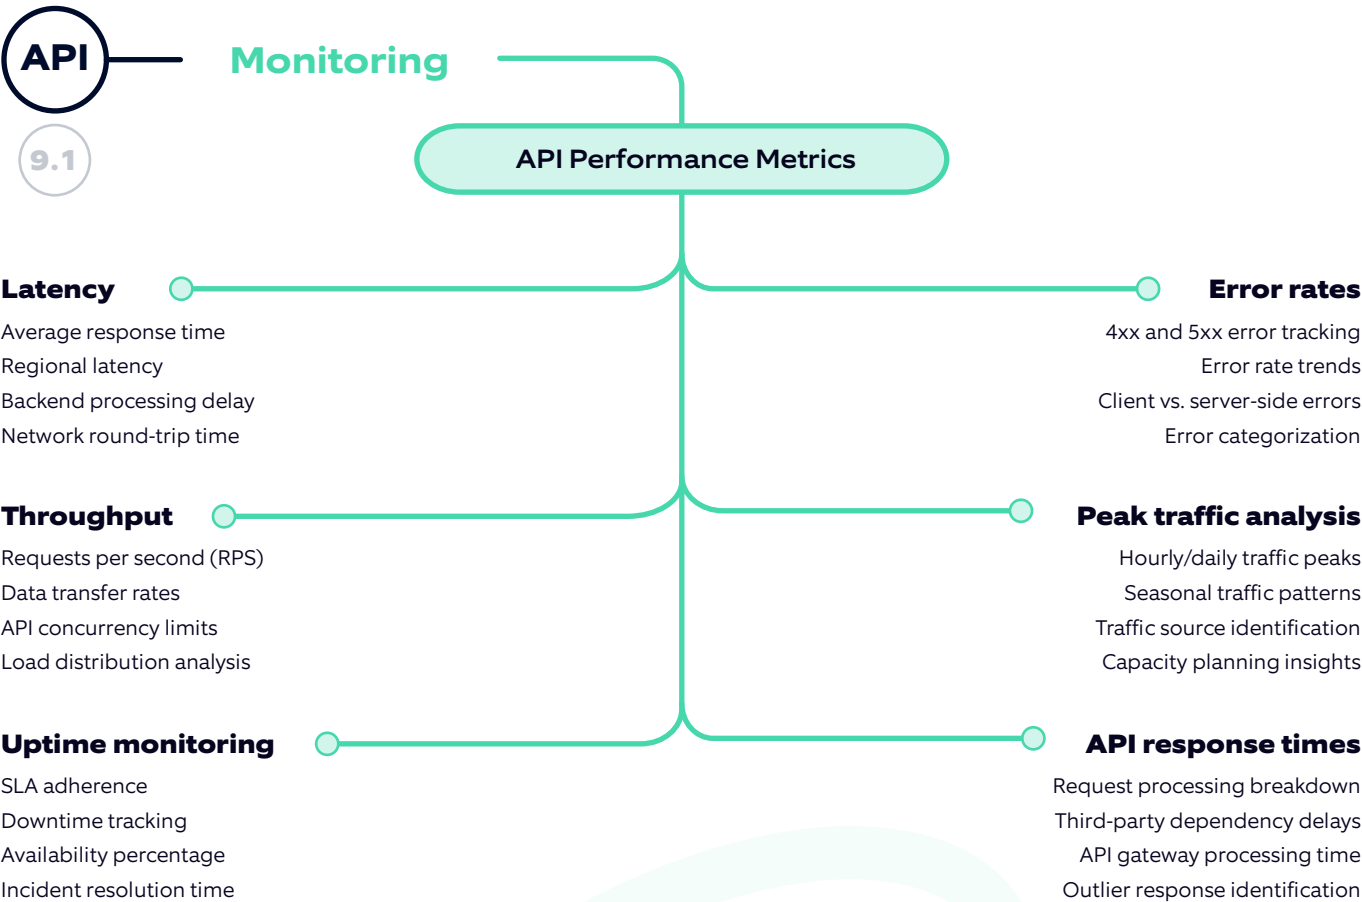 API
Monitoring
9.1
API Performance Metrics
Latency
Average response time
Regional latency
Backend processing delay
Network round-trip time
Error rates
4xx and 5xx error tracking
Error rate trends
Client vs. server-side errors
Error categorization
Throughput
Requests per second (RPS)
Data transfer rates
API concurrency limits
Load distribution analysis
Peak traffic analysis
Hourly/daily traffic peaks
Seasonal traffic patterns
Traffic source identification
Capacity planning insights
Uptime monitoring
SLA adherence
Downtime tracking
Availability percentage
Incident resolution time
API response times
Request processing breakdown
Third-party dependency delays
API gateway processing time
Outlier response identification